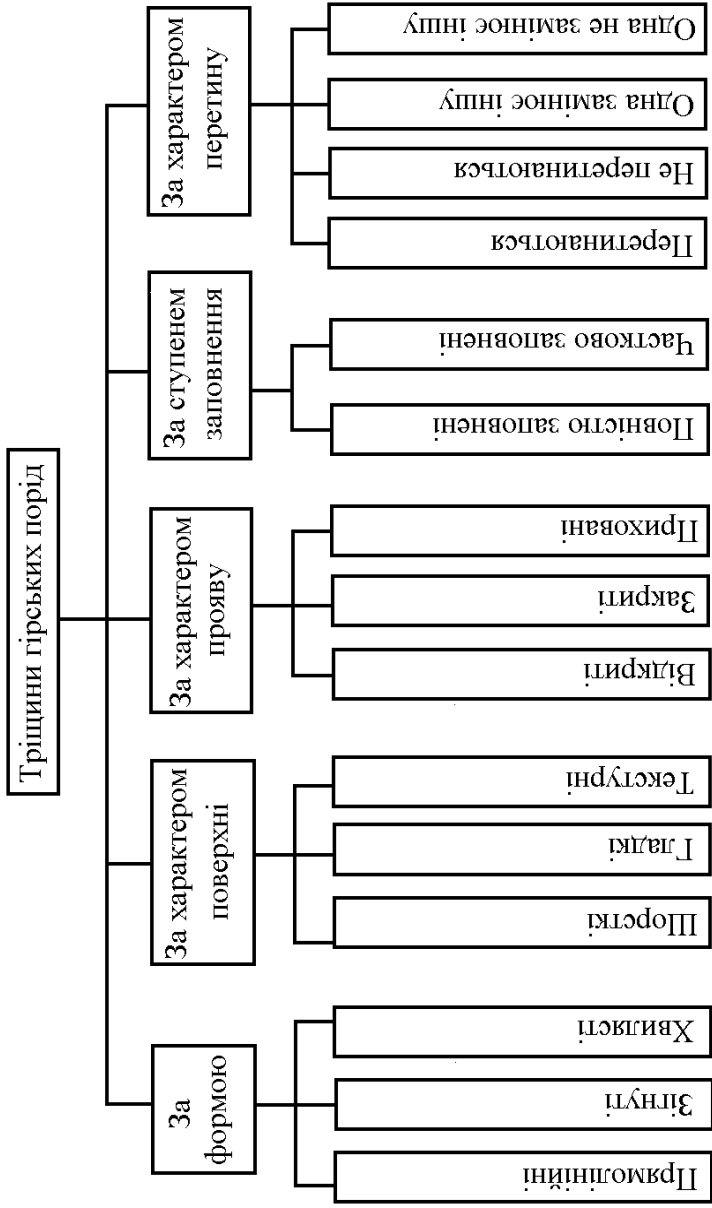 Тріщини гірських порід
За
формою
Прямолінійні
Зігнуті
Хвилясті
За характером
поверхні
Шорсткі
Гладкі
Текстурні
За характером
прояву
Відкриті
Закриті
Приховані
За ступенем
заповнення
Повністю заповнені
Частково заповнені
За характером
перетину
Перетинаються
Не перетинаються
Одна замінює іншу
Одна не замінює іншу